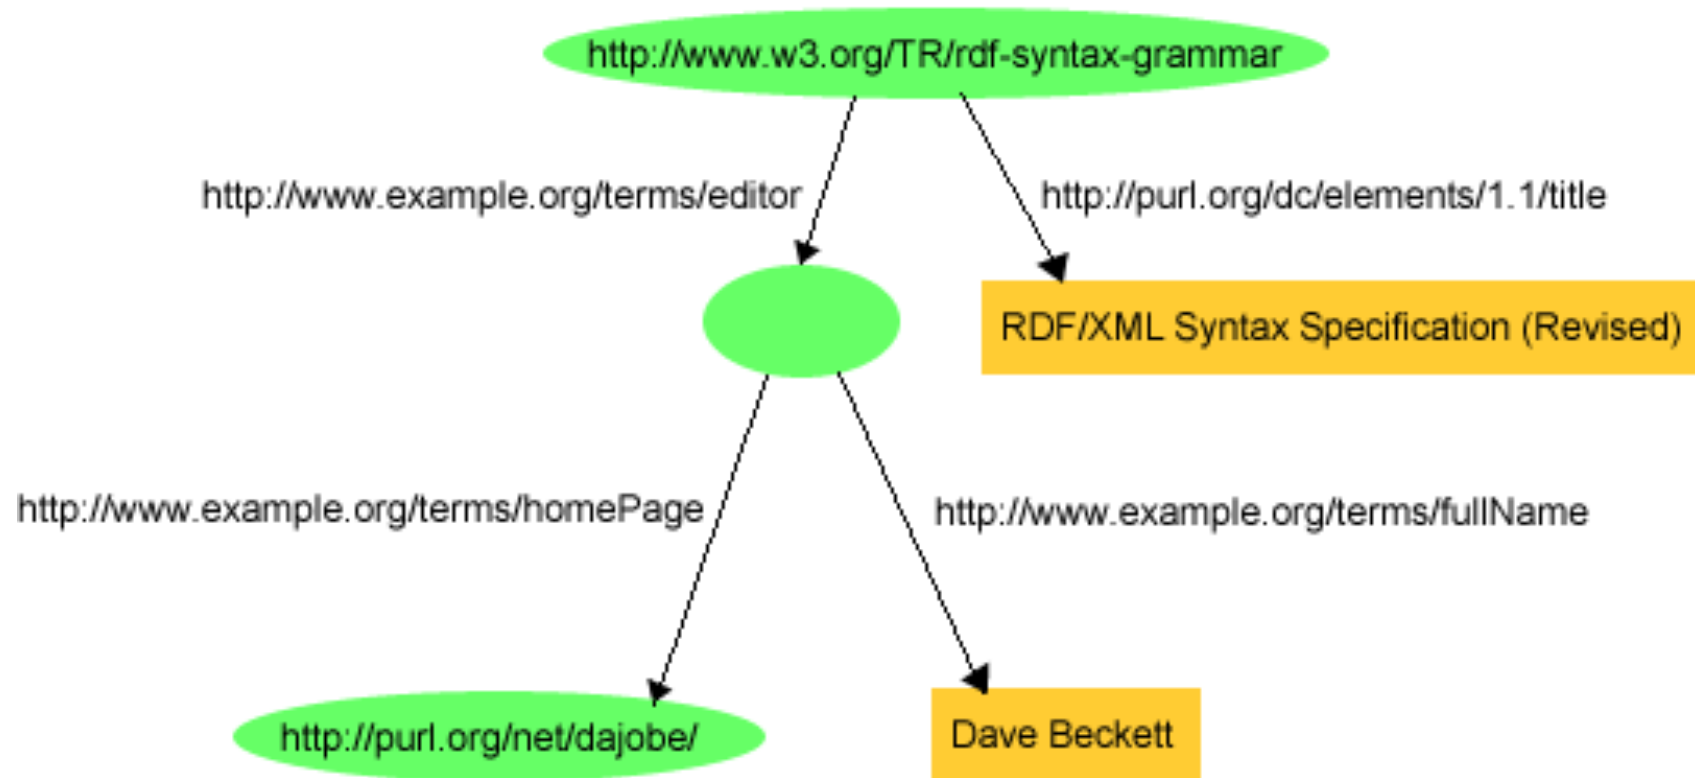 http://www.w3.org/TR/rdf-syntax-grammar
http://www.example.org/terms/editor
http://purl.org/dc/elements/1.1/title
RDF/XML Syntax Specification (Revised)
http://www.example.org/terms/homePage
http://www.example.org/terms/fullName
http://purl.org/net/dajobe/
Dave Beckett